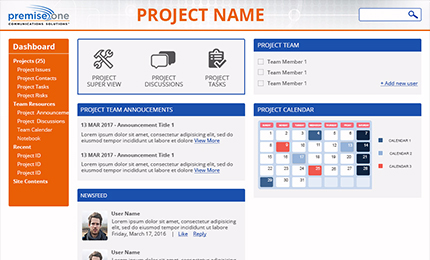 premise one
COMMUNICATIONS SOLUTIONS
PROJECT NAME
Dashboard
Projects (25)
Project Issues
Project Contacts
Project Tasks
Project Risks
Team Resources
Project Announcements
Project Discussions
Team Calendar
Notebook
Recent
Project ID
Project ID
Project ID
Site Contents
PROJECT
SUPER VIEW
PROJECT
DISCUSSIONS
PROJECT
TASKS
PROJECT TEAM ANNOUCEMENTS
13 MAR 2017 - Announcement Title 1
Lorem ipsum dolor sit amet, consectetur adipisicing elit, sed do
eiusmod tempor incididunt ut labore et dolore View More
13 MAR 2017 - Announcement Title 1
Lorem ipsum dolor sit amet, consectetur adipisicing elit, sed do
eiusmod tempor incididunt ut labore et dolore View More
NEWSFEED
User Name
Lorem ipsum dolor sit amet, consectetur
adipisicing elit, sed do eiusmod tempor
Friday, March 17, 2016 | Like Reply
User Name
Lorem ipsum dolor sit amet, consectetur
PROJECT TEAM
Team Member 1
Team Member 1
Team Member 1
+ Add new user
PROJECT CALENDAR
CALENDAR 1
CALENDAR 2
CALENDAR 3